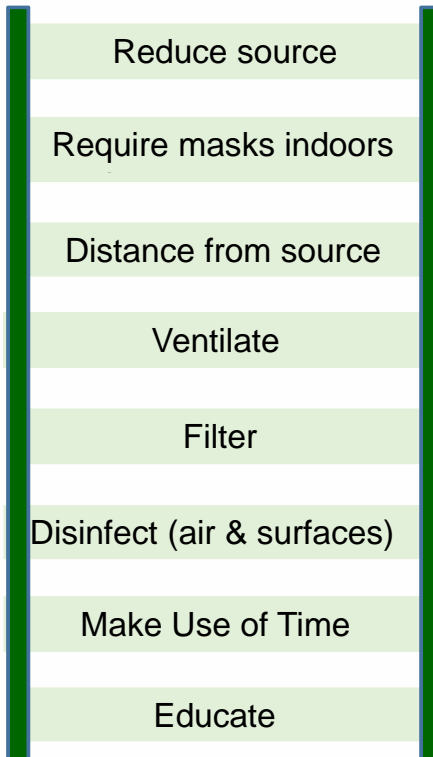 Reduce source
Require masks indoors
Distance from source
Ventilate
Filter
Disinfect (air & surfaces)
Make Use of Time
Educate